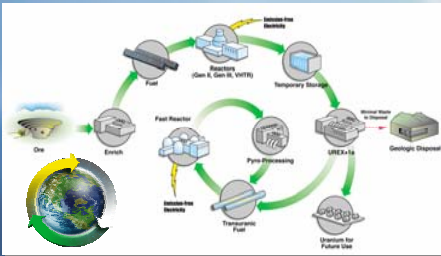 Emission-Free
Electricity
Fuel
Reactors
(Gen II, Gen III, VHTR)
Temporary Storage
Ore
Enrich
Fast Reactor
Pyro-Processing
UREX+1a
Minimal Waste
to Disposal
Geologic Disposal
Emission-Free
Electricity
Transuranic
Fuel
Uranium for
Future Use